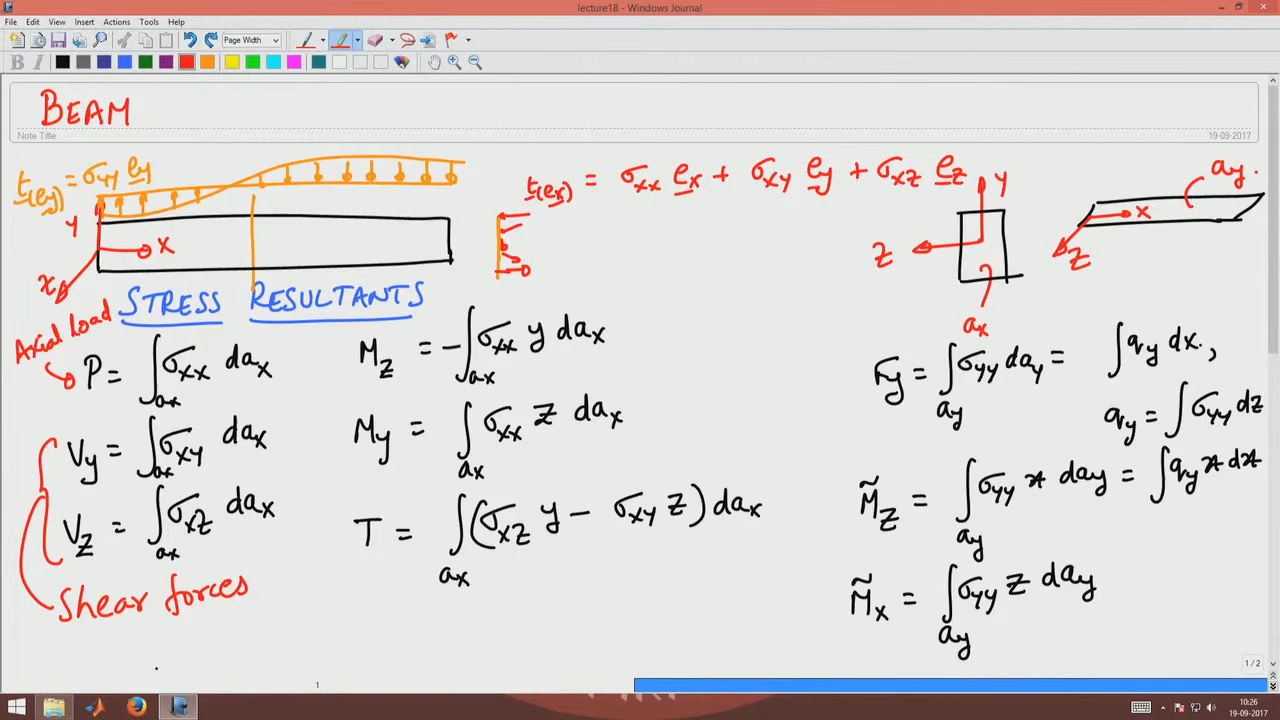 lecture18 - Windows Journal
File Edit View Insert Actions Tools Help
Page Width
B I
BEAM
Note Title
19-09-2017
t(ey) = σyy ey
t(ex) = σxx ex + σxy ey + σxz ez
y
x
z
y
z
ax
x
z
ay.
STRESS RESULTANTS
Axial load
P = ∫ax σxx dax
Mz = -∫ax σxx y dax
Fy = ∫ay σyy day = ∫ qy dx,
qy = ∫ σyy dz
Vy = ∫ax σxy dax
My = ∫ax σxx z dax
M̃z = ∫ay σyy x day = ∫ qy x dx
Vz = ∫ax σxz dax
T = ∫ax (σxz y - σxy z) dax
Shear forces
M̃x = ∫ay σyy z day
1
1/2
10:26
19-09-2017